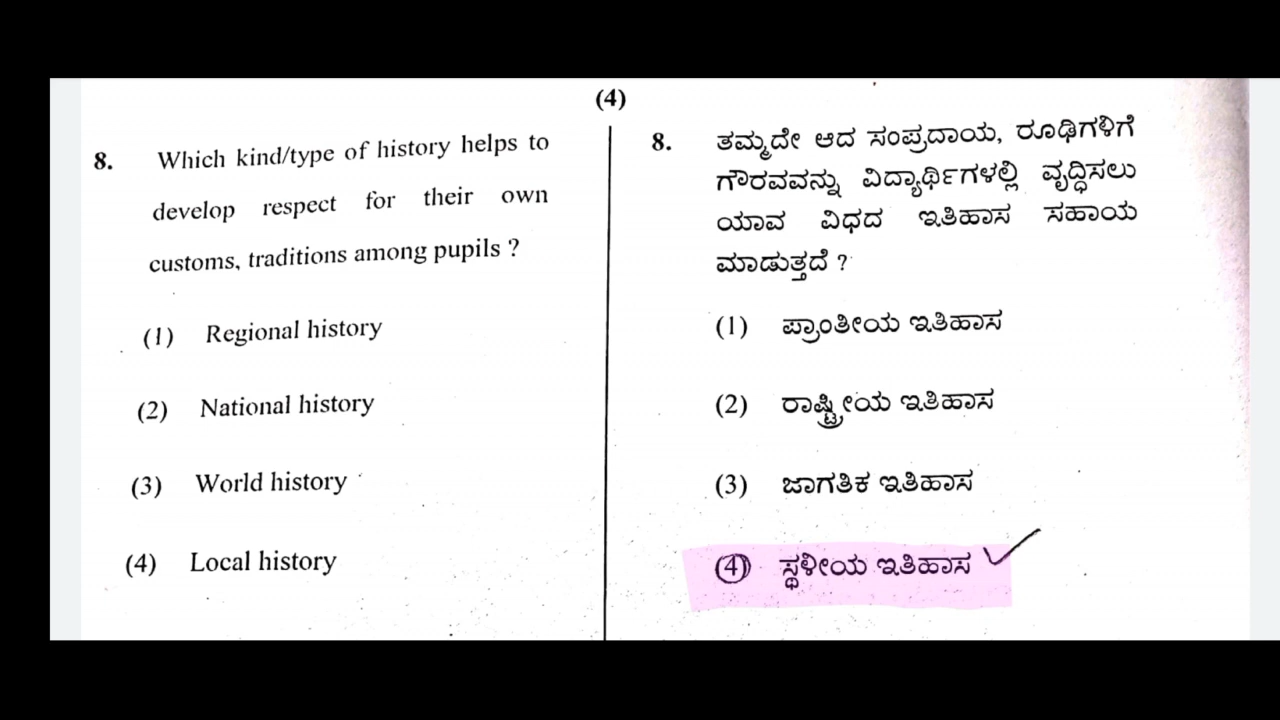 (4)
8. Which kind/type of history helps to
develop respect for their own
customs, traditions among pupils ?
(1) Regional history
(2) National history
(3) World history
(4) Local history
8. ತಮ್ಮದೇ ಆದ ಸಂಪ್ರದಾಯ, ರೂಢಿಗಳಿಗೆ
ಗೌರವವನ್ನು ವಿದ್ಯಾರ್ಥಿಗಳಲ್ಲಿ ವೃದ್ಧಿಸಲು
ಯಾವ ವಿಧದ ಇತಿಹಾಸ ಸಹಾಯ
ಮಾಡುತ್ತದೆ ?
(1) ಪ್ರಾಂತೀಯ ಇತಿಹಾಸ
(2) ರಾಷ್ಟ್ರೀಯ ಇತಿಹಾಸ
(3) ಜಾಗತಿಕ ಇತಿಹಾಸ
(4) ಸ್ಥಳೀಯ ಇತಿಹಾಸ